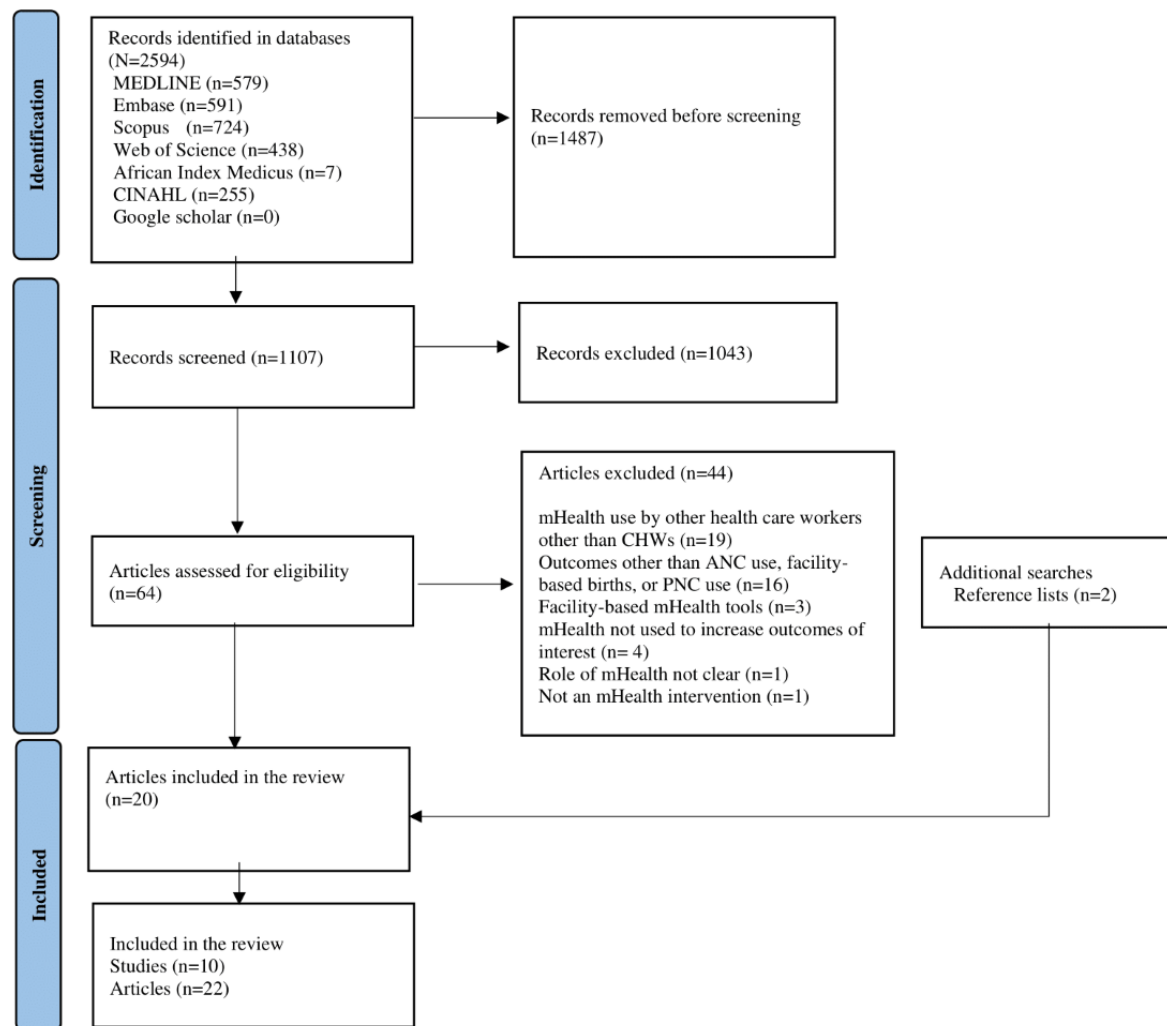 Identification
Records identified in databases
(N=2594)
MEDLINE (n=579)
Embase (n=591)
Scopus (n=724)
Web of Science (n=438)
African Index Medicus (n=7)
CINAHL (n=255)
Google scholar (n=0)
Records removed before screening
(n=1487)
Screening
Records screened (n=1107)
Records excluded (n=1043)
Articles assessed for eligibility
(n=64)
Articles excluded (n=44)
mHealth use by other health care workers
other than CHWs (n=19)
Outcomes other than ANC use, facility-
based births, or PNC use (n=16)
Facility-based mHealth tools (n=3)
mHealth not used to increase outcomes of
interest (n= 4)
Role of mHealth not clear (n=1)
Not an mHealth intervention (n=1)
Additional searches
Reference lists (n=2)
Included
Articles included in the review
(n=20)
Included in the review
Studies (n=10)
Articles (n=22)